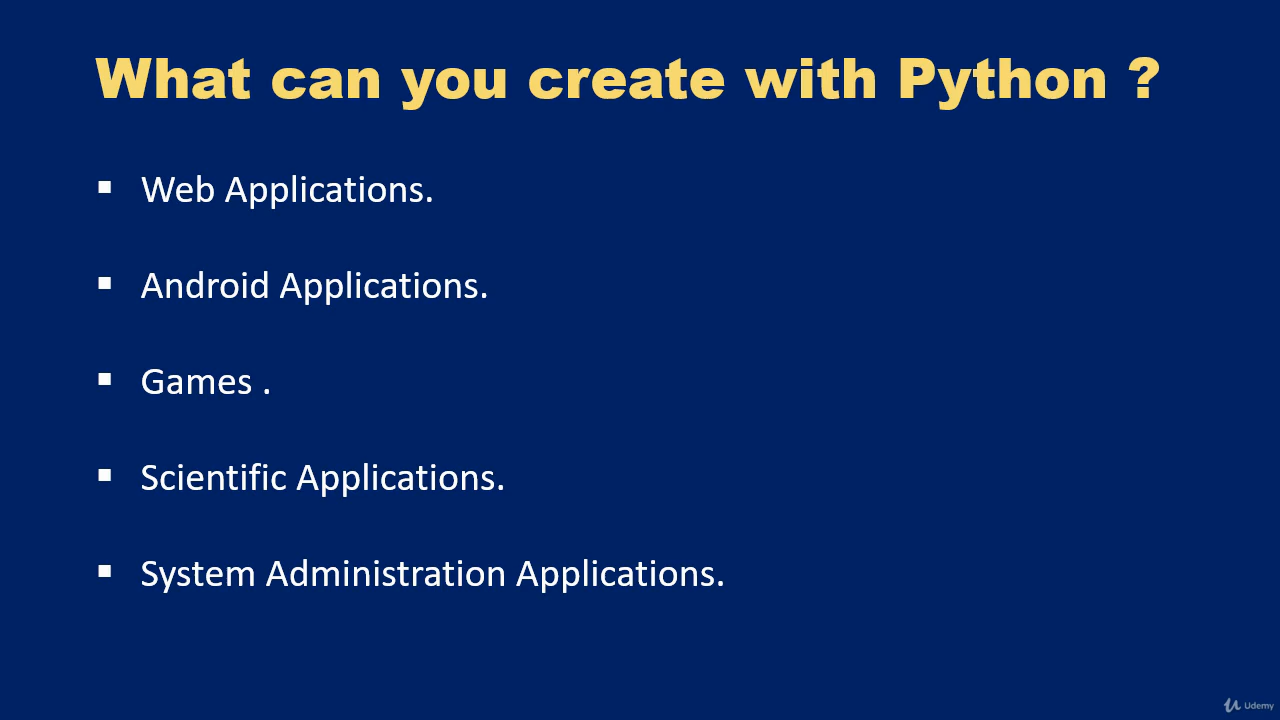 What can you create with Python ?
▪ Web Applications.
▪ Android Applications.
▪ Games .
▪ Scientific Applications.
▪ System Administration Applications.
Udemy